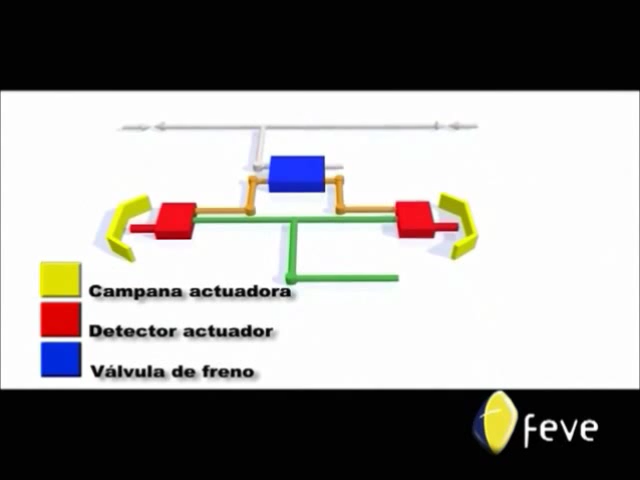 Campana actuadora
Detector actuador
Válvula de freno
feve